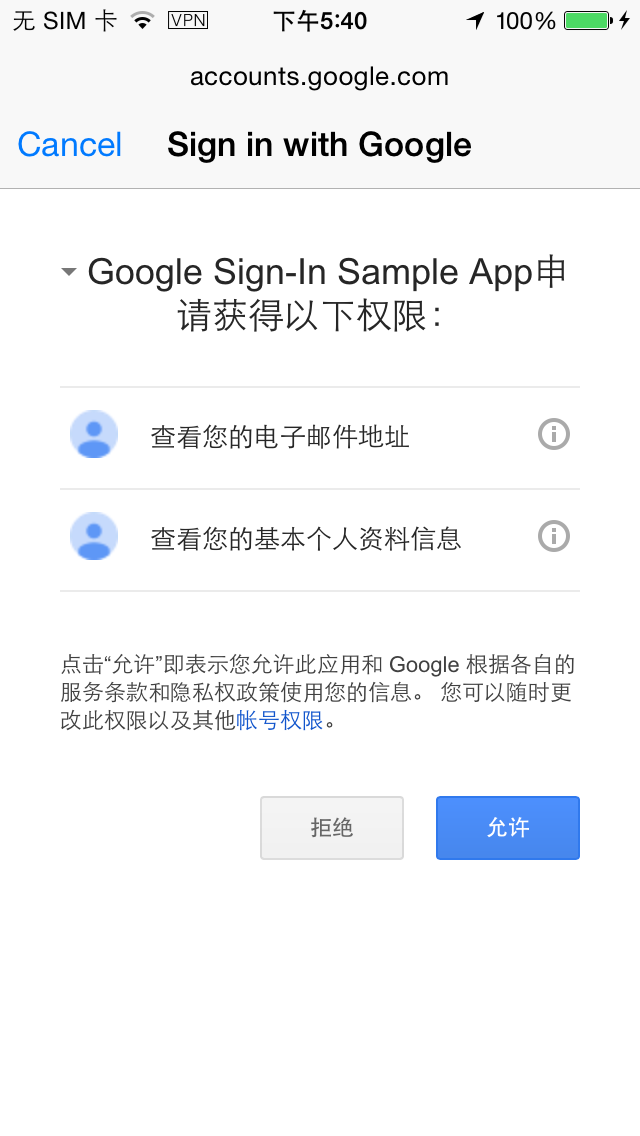 无 SIM 卡 VPN 下午5:40 100%
accounts.google.com
Cancel Sign in with Google
Google Sign-In Sample App申
请获得以下权限：
查看您的电子邮件地址
查看您的基本个人资料信息
点击“允许”即表示您允许此应用和 Google 根据各自的
服务条款和隐私权政策使用您的信息。 您可以随时更
改此权限以及其他帐号权限。
拒绝 允许